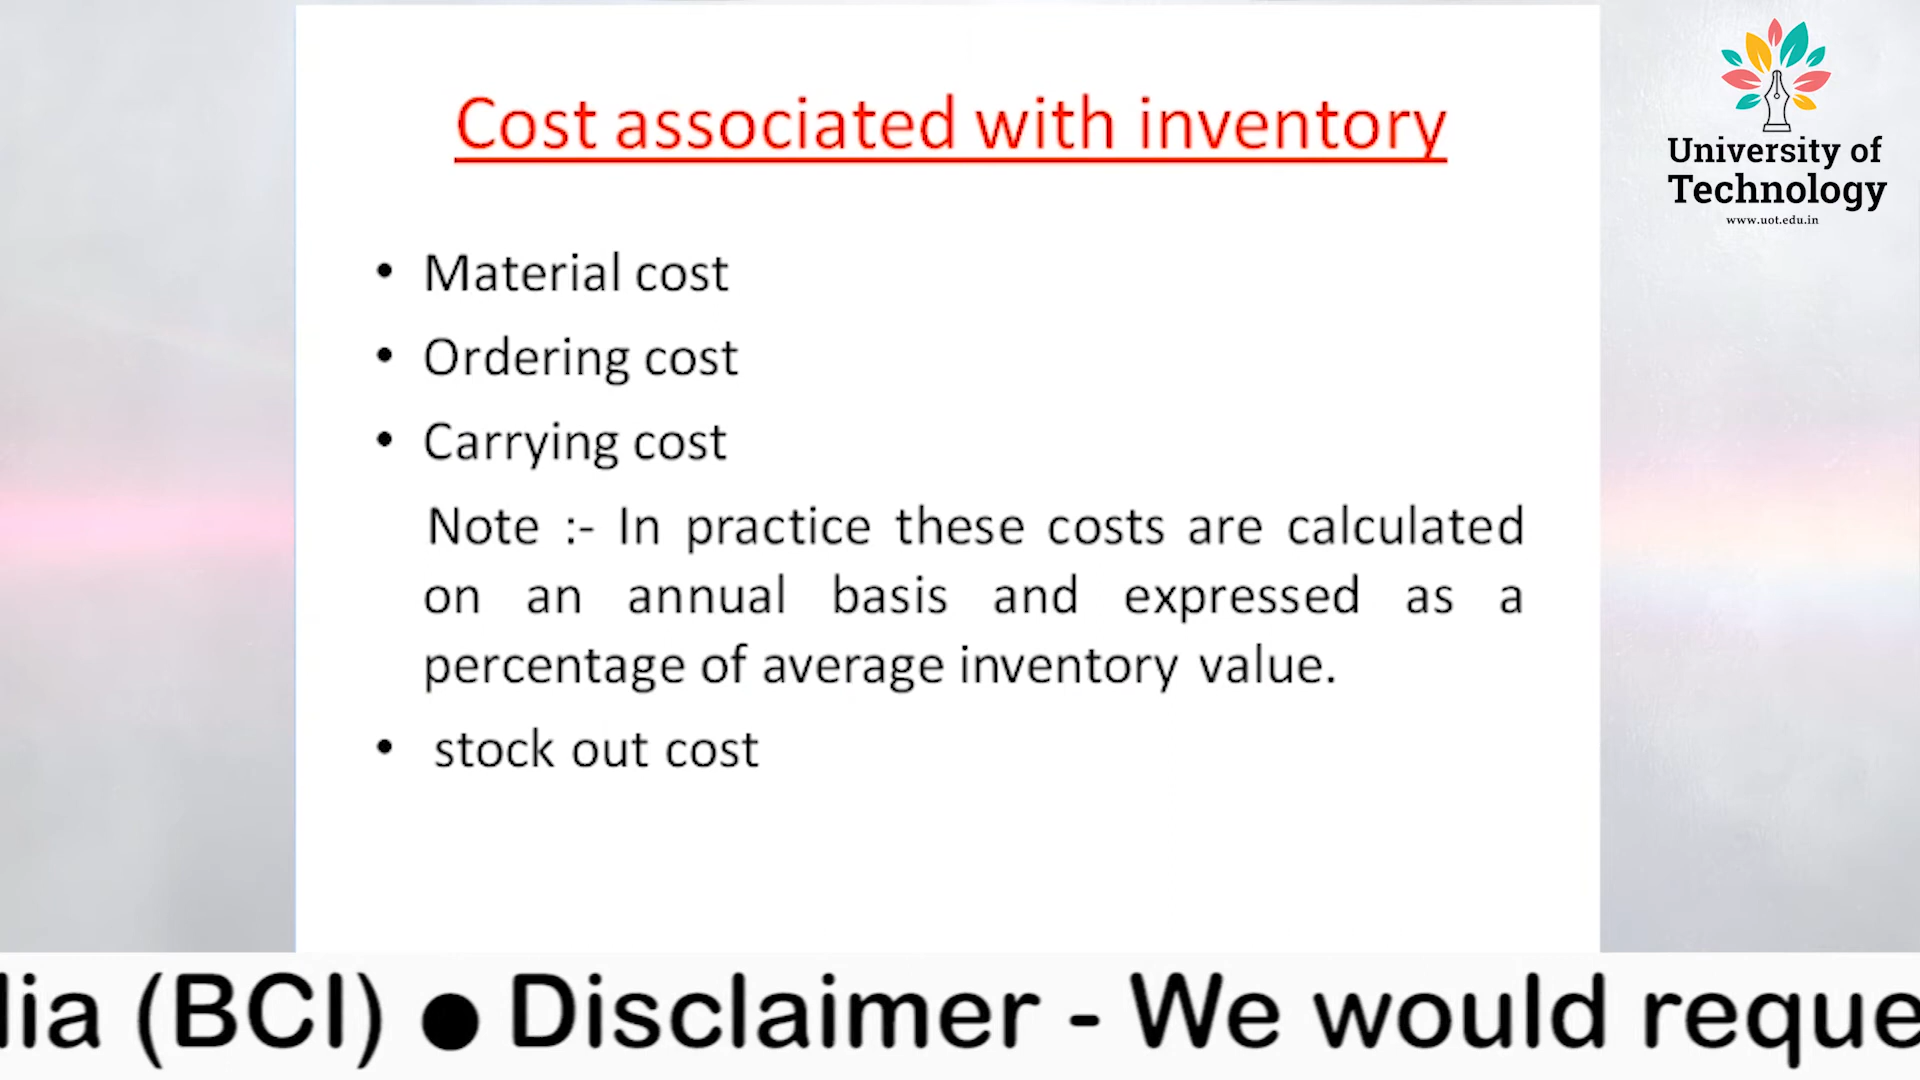 Cost associated with inventory
University of
Technology
www.uot.edu.in
• Material cost
• Ordering cost
• Carrying cost
Note :- In practice these costs are calculated
on an annual basis and expressed as a
percentage of average inventory value.
• stock out cost
(BCI) ● Disclaimer - We would